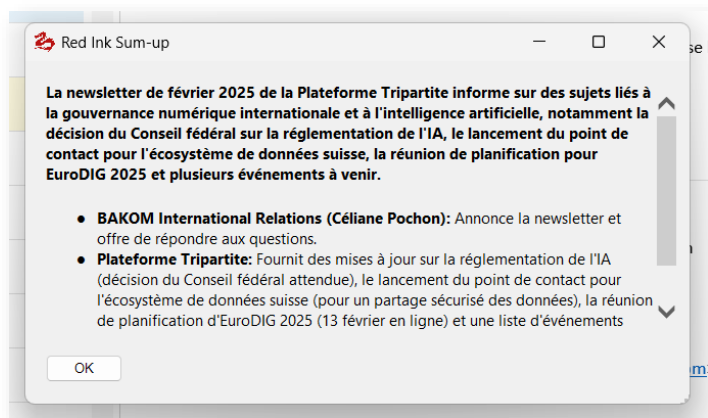 Red Ink Sum-up
se
La newsletter de février 2025 de la Plateforme Tripartite informe sur des sujets liés à
la gouvernance numérique internationale et à l'intelligence artificielle, notamment la
décision du Conseil fédéral sur la réglementation de l'IA, le lancement du point de
contact pour l'écosystème de données suisse, la réunion de planification pour
EuroDIG 2025 et plusieurs événements à venir.
● BAKOM International Relations (Céliane Pochon): Annonce la newsletter et
offre de répondre aux questions.
● Plateforme Tripartite: Fournit des mises à jour sur la réglementation de l'IA
(décision du Conseil fédéral attendue), le lancement du point de contact pour
l'écosystème de données suisse (pour un partage sécurisé des données), la réunion
de planification d'EuroDIG 2025 (13 février en ligne) et une liste d'événements
OK